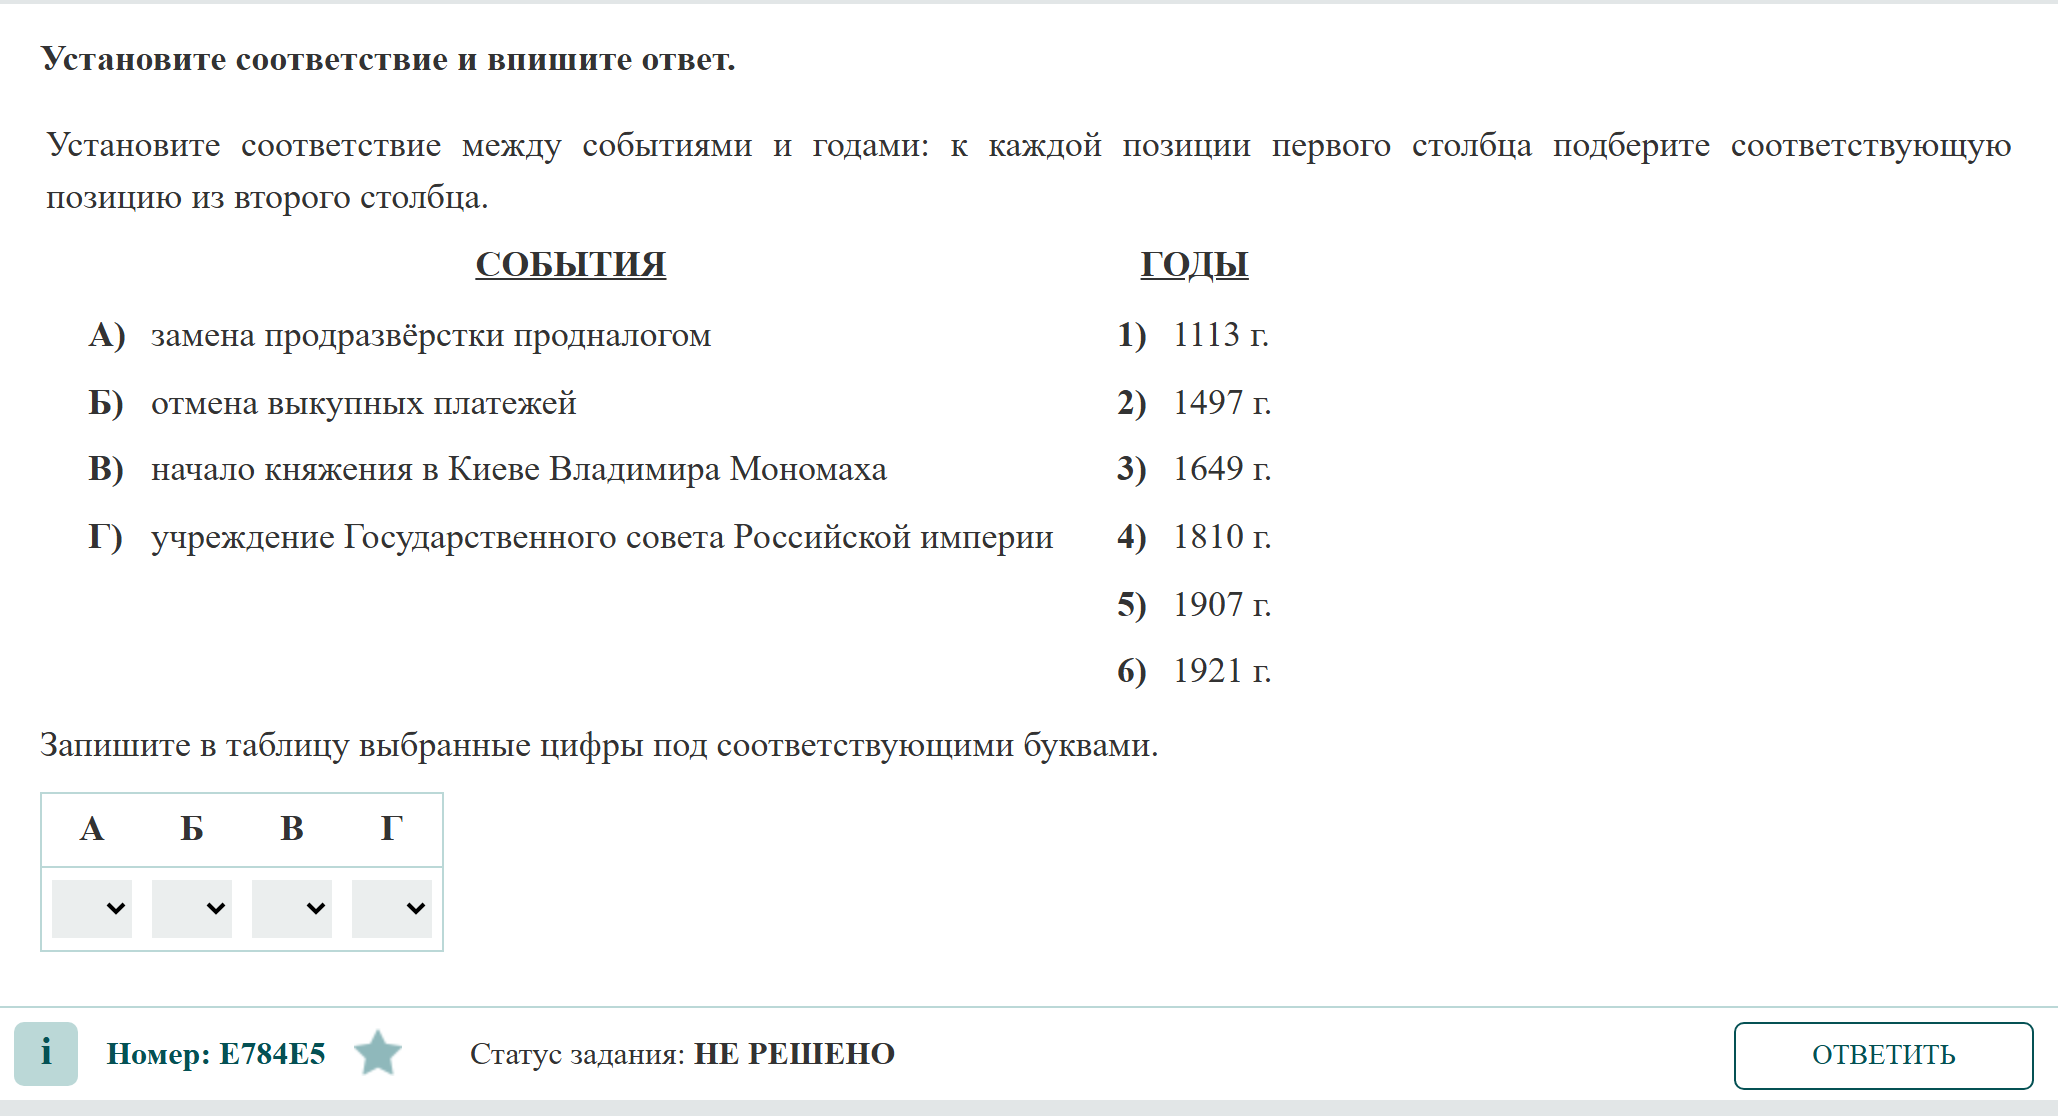 Установите соответствие и впишите ответ.
Установите соответствие между событиями и годами: к каждой позиции первого столбца подберите соответствующую
позицию из второго столбца.
СОБЫТИЯ ГОДЫ
А) замена продразвёрстки продналогом 1) 1113 г.
Б) отмена выкупных платежей 2) 1497 г.
В) начало княжения в Киеве Владимира Мономаха 3) 1649 г.
Г) учреждение Государственного совета Российской империи 4) 1810 г.
5) 1907 г.
6) 1921 г.
Запишите в таблицу выбранные цифры под соответствующими буквами.
А Б В Г
i Номер: E784E5 Статус задания: НЕ РЕШЕНО ОТВЕТИТЬ